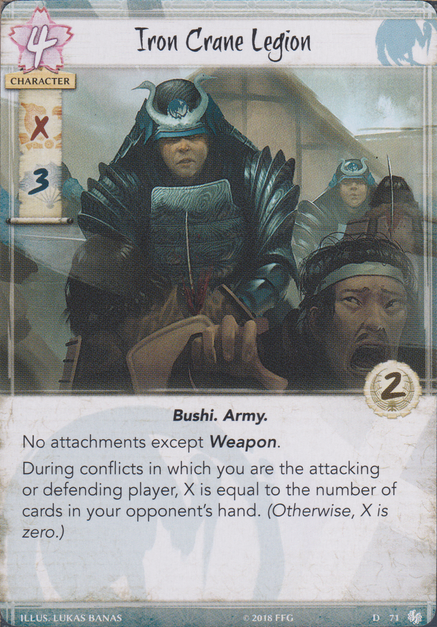 4
Iron Crane Legion
CHARACTER
X
3
2
Bushi. Army.
No attachments except Weapon.
During conflicts in which you are the attacking
or defending player, X is equal to the number of
cards in your opponent's hand. (Otherwise, X is
zero.)
ILLUS. LUKAS BANAS © 2018 FFG D 71